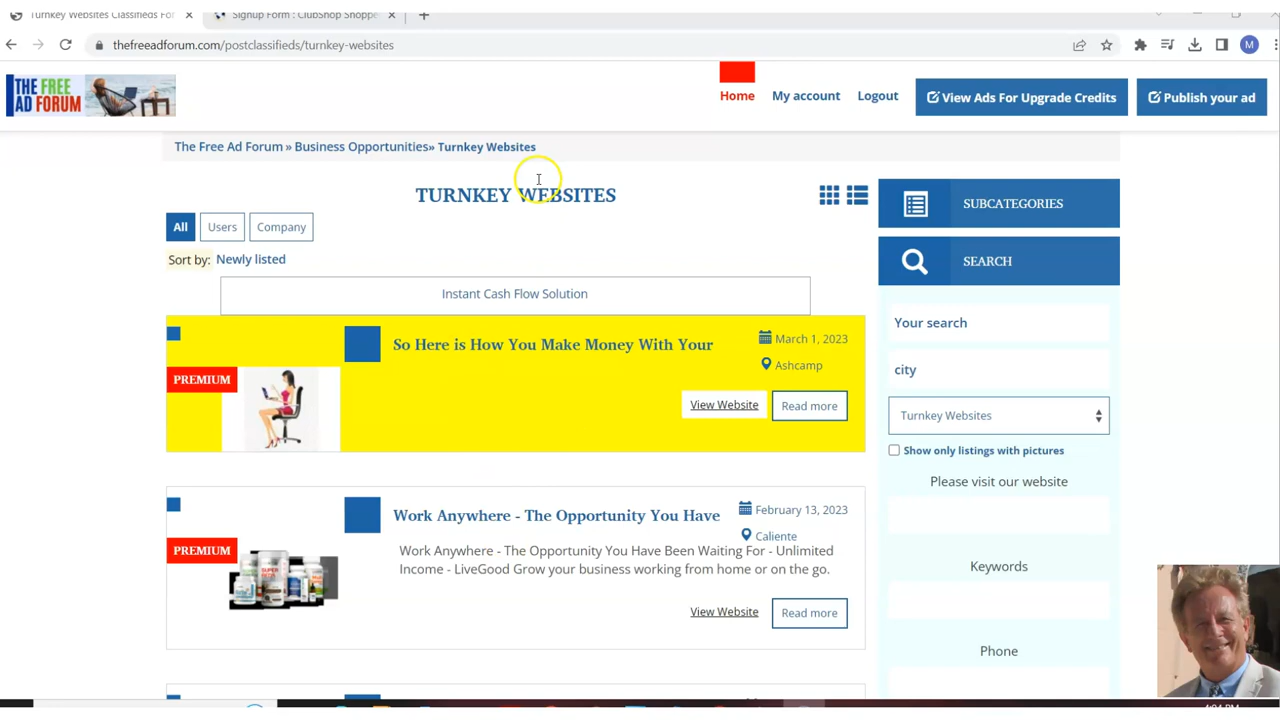 Turnkey Websites Classifieds For
Signup Form : ClubShop Shoppe
thefreeadforum.com/postclassifieds/turnkey-websites
M
THE FREE
AD FORUM
Home
My account
Logout
View Ads For Upgrade Credits
Publish your ad
The Free Ad Forum » Business Opportunities» Turnkey Websites
TURNKEY WEBSITES
All
Users
Company
Sort by: Newly listed
Instant Cash Flow Solution
So Here is How You Make Money With Your
March 1, 2023
Ashcamp
PREMIUM
View Website
Read more
Work Anywhere - The Opportunity You Have
February 13, 2023
Caliente
PREMIUM
Work Anywhere - The Opportunity You Have Been Waiting For - Unlimited
Income - LiveGood Grow your business working from home or on the go.
View Website
Read more
SUBCATEGORIES
SEARCH
Your search
city
Turnkey Websites
Show only listings with pictures
Please visit our website
Keywords
Phone